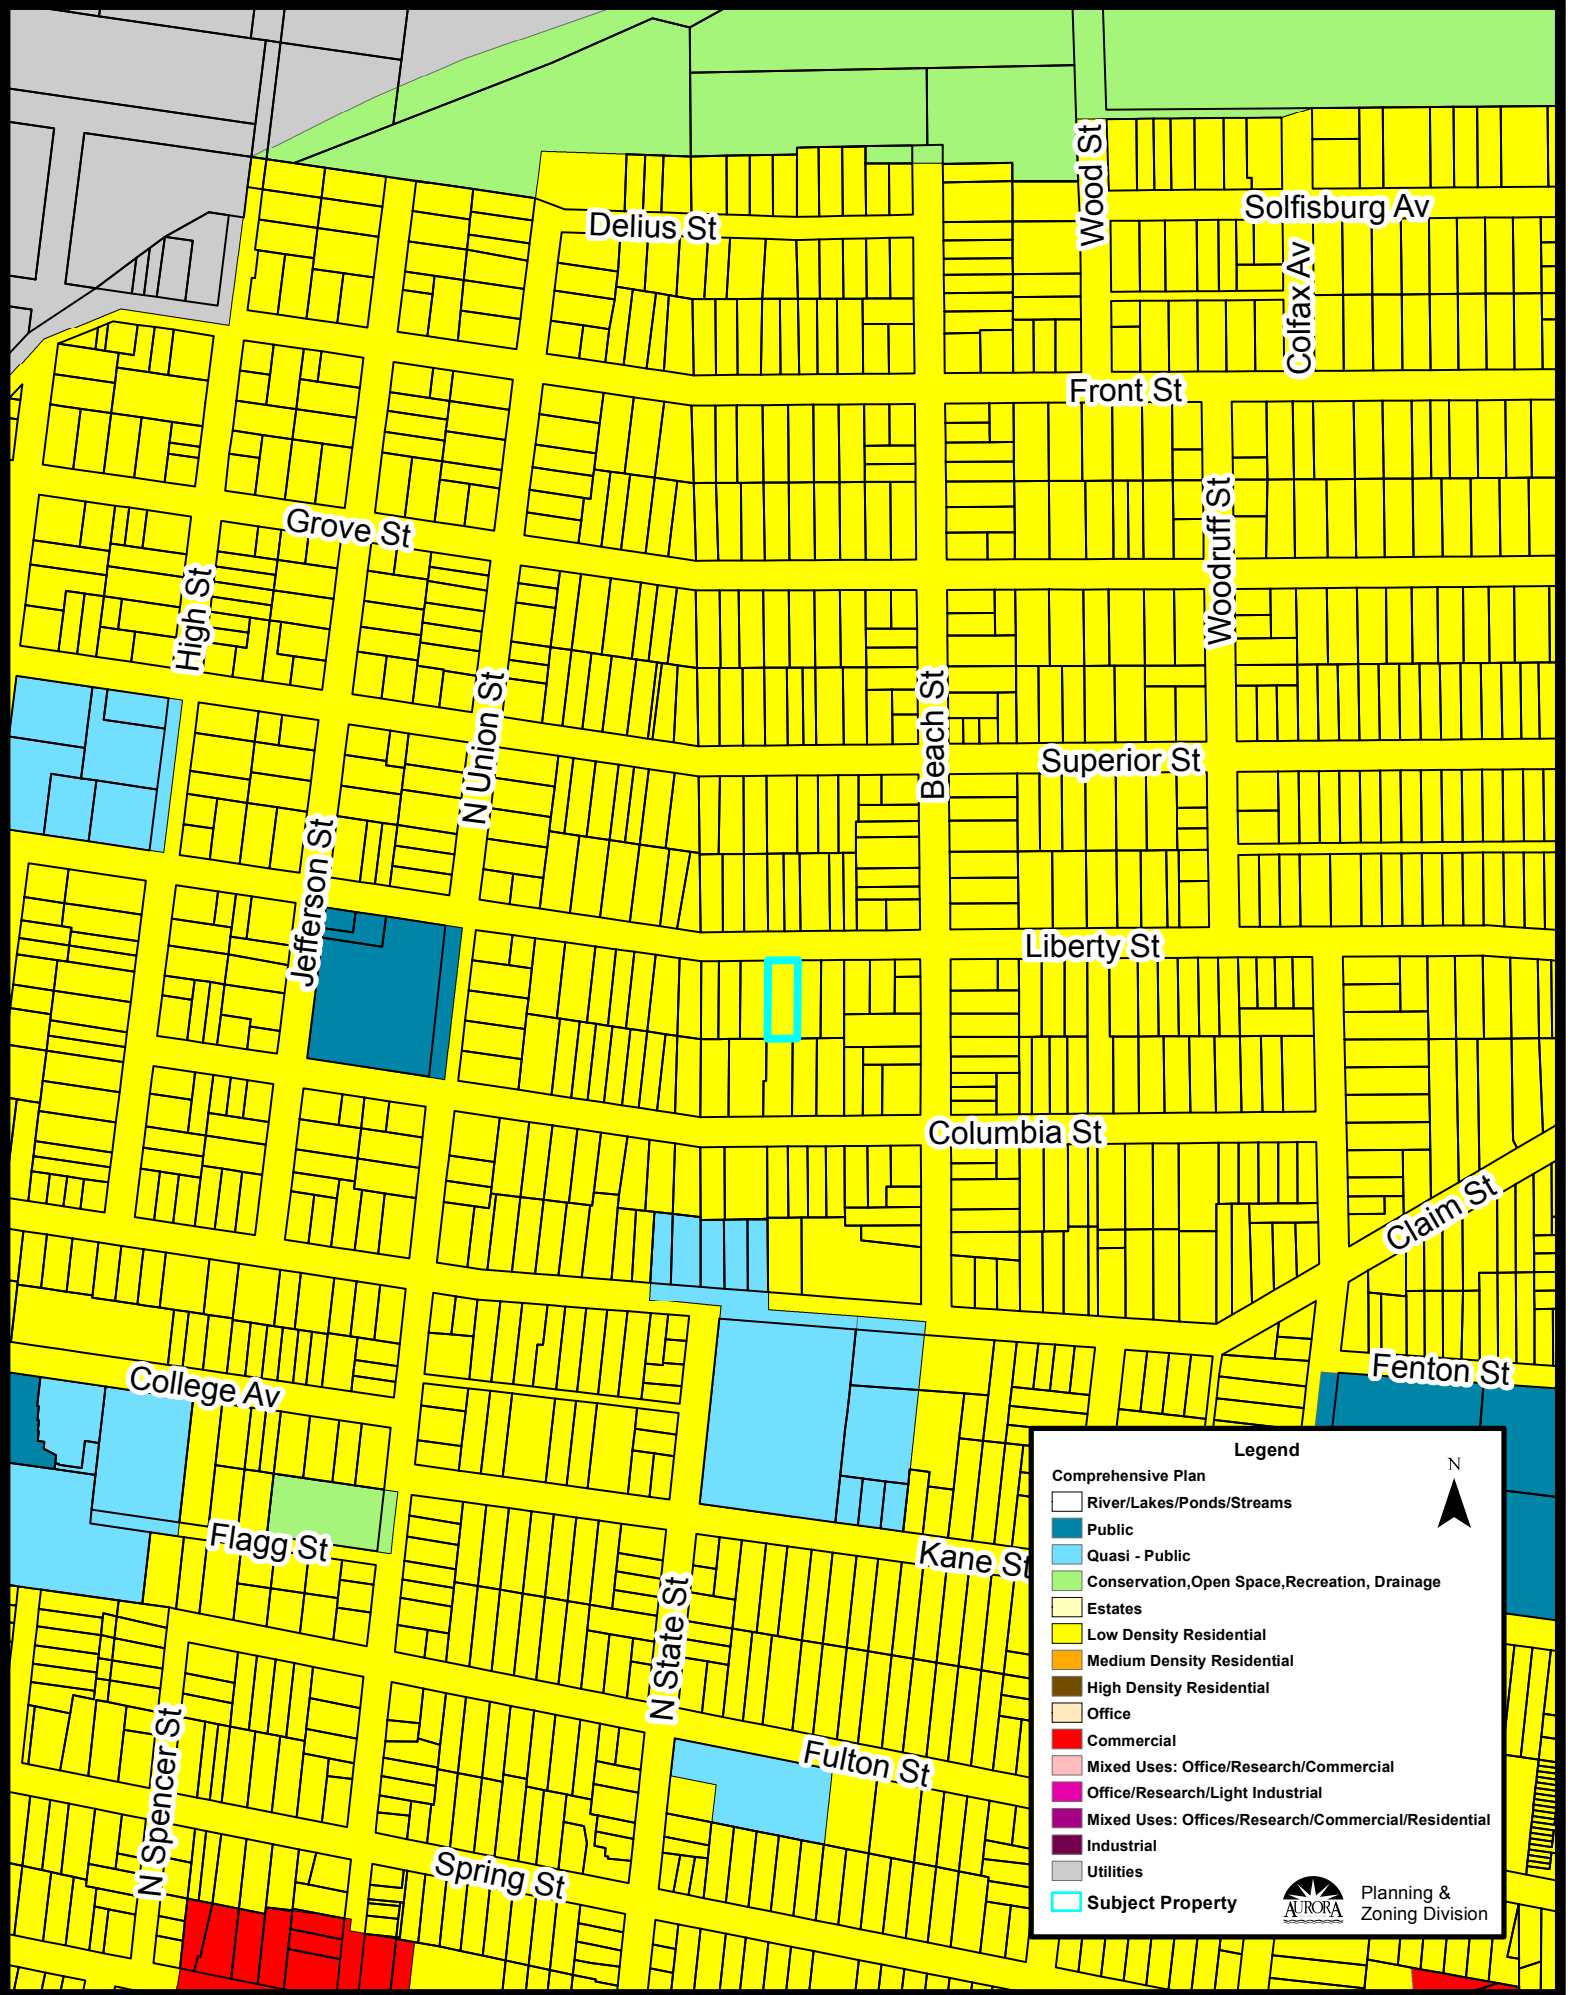 Wood St
Solfisburg Av
Delius St
Colfax Av
Front St
Grove St
Woodruff St
High St
N Union St
Beach St
Superior St
Jefferson St
Liberty St
Columbia St
Claim St
Fenton St
College Av
Flagg St
Kane St
N State St
Fulton St
N Spencer St
Spring St
Legend
N
Comprehensive Plan
River/Lakes/Ponds/Streams
Public
Quasi - Public
Conservation,Open Space,Recreation, Drainage
Estates
Low Density Residential
Medium Density Residential
High Density Residential
Office
Commercial
Mixed Uses: Office/Research/Commercial
Office/Research/Light Industrial
Mixed Uses: Offices/Research/Commercial/Residential
Industrial
Utilities
Subject Property
AURORA
Planning &
Zoning Division